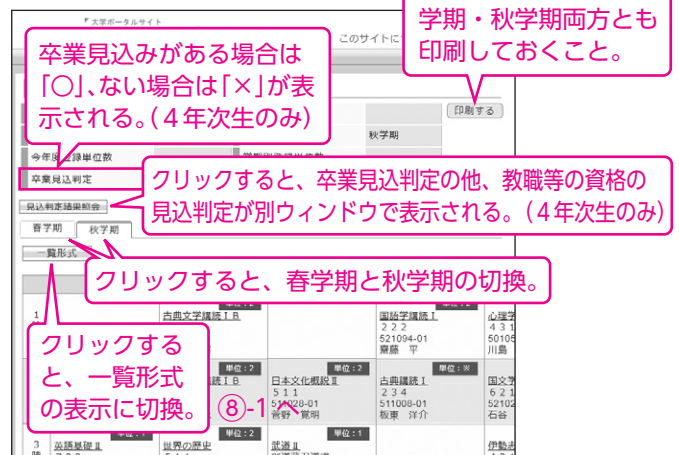 『大学ポータルサイト
このサイトに
学期・秋学期両方とも
印刷しておくこと。
卒業見込みがある場合は
「○」、ない場合は「×」が表
示される。(４年次生のみ)
印刷する
秋学期
今年度登録単位数
卒業見込判定
クリックすると、卒業見込判定の他、教職等の資格の
見込判定が別ウィンドウで表示される。(４年次生のみ)
見込判定結果照会
春学期 秋学期
一覧形式
クリックすると、春学期と秋学期の切換。
1
古典文学講読ⅠB
国語学講読Ⅰ
222
521094-01
齋藤 平
心理学
431
50105
川島
クリックする
と、一覧形式
の表示に切換。
⑧-1へ
単位:2
読ⅠB
単位:2
日本文化概説Ⅱ
511
511028-01
菅野 覚明
単位:※
古典講読Ⅰ
234
511008-01
板東 洋介
国文学
621
52102
石谷
3
時
英語基礎Ⅱ
単位:2
世界の歴史
単位:1
武道Ⅱ
伊勢志